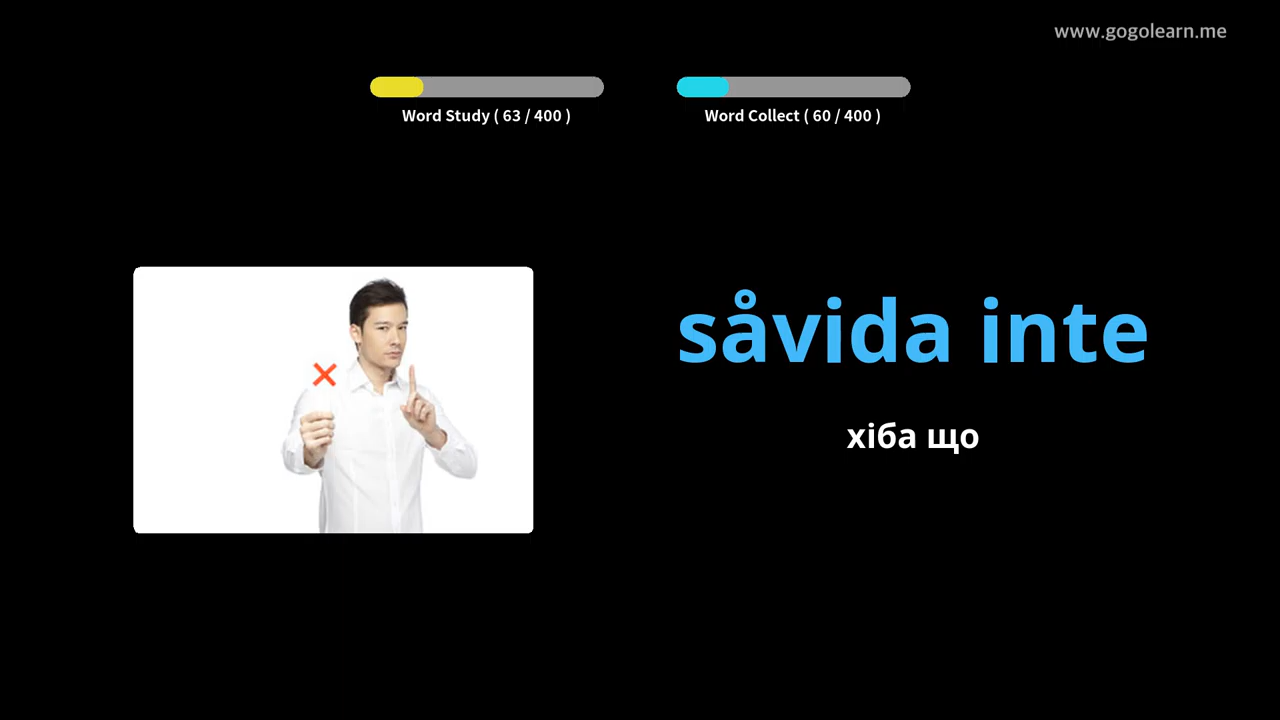 www.gogolearn.me
Word Study ( 63 / 400 )
Word Collect ( 60 / 400 )
såvida inte
хіба що